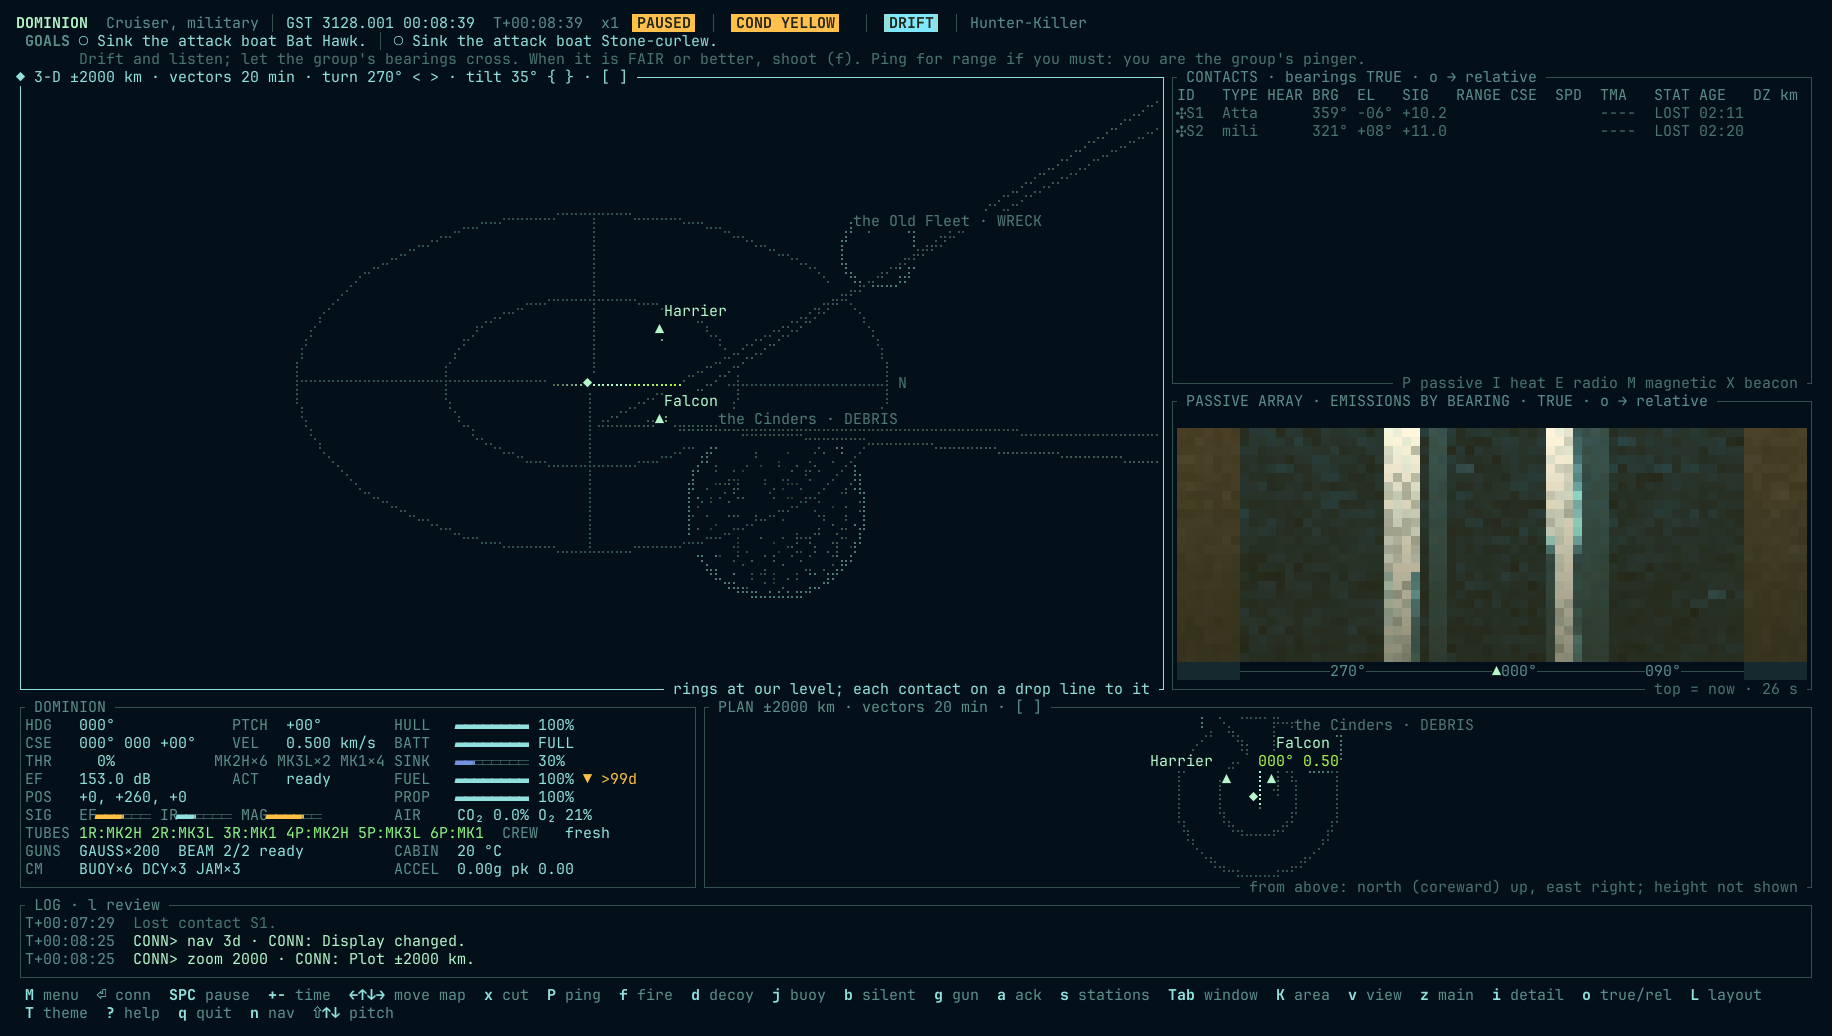 DOMINION  Cruiser, military │ GST 3128.001 00:08:39  T+00:08:39  x1  PAUSED │ COND YELLOW │ DRIFT │ Hunter-Killer
GOALS ○ Sink the attack boat Bat Hawk. │ ○ Sink the attack boat Stone-curlew.
Drift and listen; let the group's bearings cross. When it is FAIR or better, shoot (f). Ping for range if you must: you are the group's pinger.
◆ 3-D ±2000 km · vectors 20 min · turn 270° < > · tilt 35° { } · [ ]
the Old Fleet · WRECK
Harrier
N
Falcon
the Cinders · DEBRIS
rings at our level; each contact on a drop line to it
CONTACTS · bearings TRUE · o → relative
ID   TYPE HEAR BRG  EL   SIG   RANGE CSE  SPD  TMA   STAT AGE   DZ km
✣S1  Atta      359° -06° +10.2                 ----  LOST 02:11
✣S2  mili      321° +08° +11.0                 ----  LOST 02:20
P passive I heat E radio M magnetic X beacon
PASSIVE ARRAY · EMISSIONS BY BEARING · TRUE · o → relative
270° ▲000° 090°
top = now · 26 s
DOMINION
HDG   000°             PTCH  +00°     HULL  100%
CSE   000° 000 +00°    VEL   0.500 km/s  BATT  FULL
THR     0%           MK2H×6 MK3L×2 MK1×4  SINK  30%
EF    153.0 dB         ACT   ready    FUEL  100% ▼ >99d
POS   +0, +260, +0                    PROP  100%
SIG   EF  IR  MAG  AIR    CO₂ 0.0% O₂ 21%
TUBES 1R:MK2H 2R:MK3L 3R:MK1 4P:MK2H 5P:MK3L 6P:MK1  CREW   fresh
GUNS  GAUSS×200  BEAM 2/2 ready          CABIN  20 °C
CM    BUOY×6 DCY×3 JAM×3                 ACCEL  0.00g pk 0.00
PLAN ±2000 km · vectors 20 min · [ ]
the Cinders · DEBRIS
Falcon
Harrier     000° 0.50
from above: north (coreward) up, east right; height not shown
LOG · l review
T+00:07:29  Lost contact S1.
T+00:08:25  CONN> nav 3d · CONN: Display changed.
T+00:08:25  CONN> zoom 2000 · CONN: Plot ±2000 km.
M menu  ⏎ conn  SPC pause  +- time  ←↑↓→ move map  x cut  P ping  f fire  d decoy  j buoy  b silent  g gun  a ack  s stations  Tab window  K area  v view  z main  i detail  o true/rel  L layout
T theme  ? help  q quit  n nav  ⇧↑↓ pitch